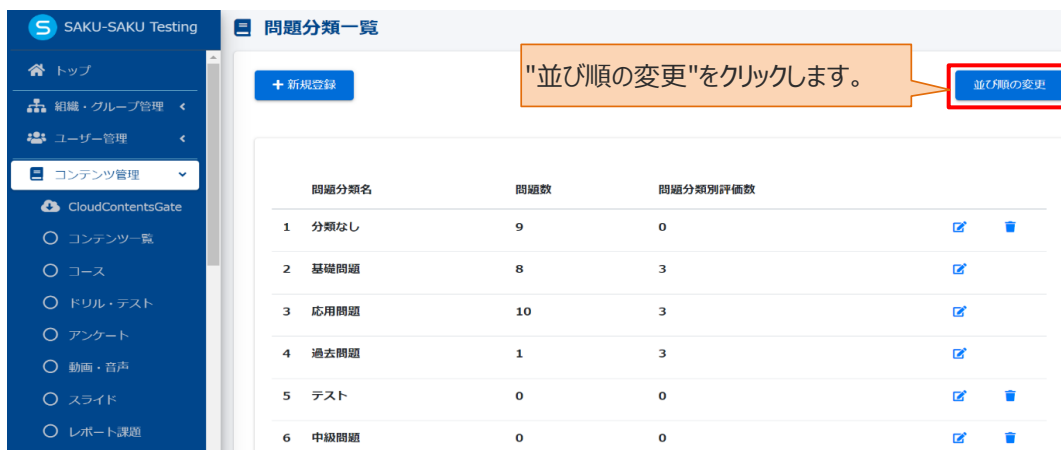 SAKU-SAKU Testing
問題分類一覧
トップ
組織・グループ管理
ユーザー管理
コンテンツ管理
CloudContentsGate
コンテンツ一覧
コース
ドリル・テスト
アンケート
動画・音声
スライド
レポート課題
+ 新規登録
"並び順の変更"をクリックします。
並び順の変更
問題分類名 問題数 問題分類別評価数
1 分類なし 9 0
2 基礎問題 8 3
3 応用問題 10 3
4 過去問題 1 3
5 テスト 0 0
6 中級問題 0 0